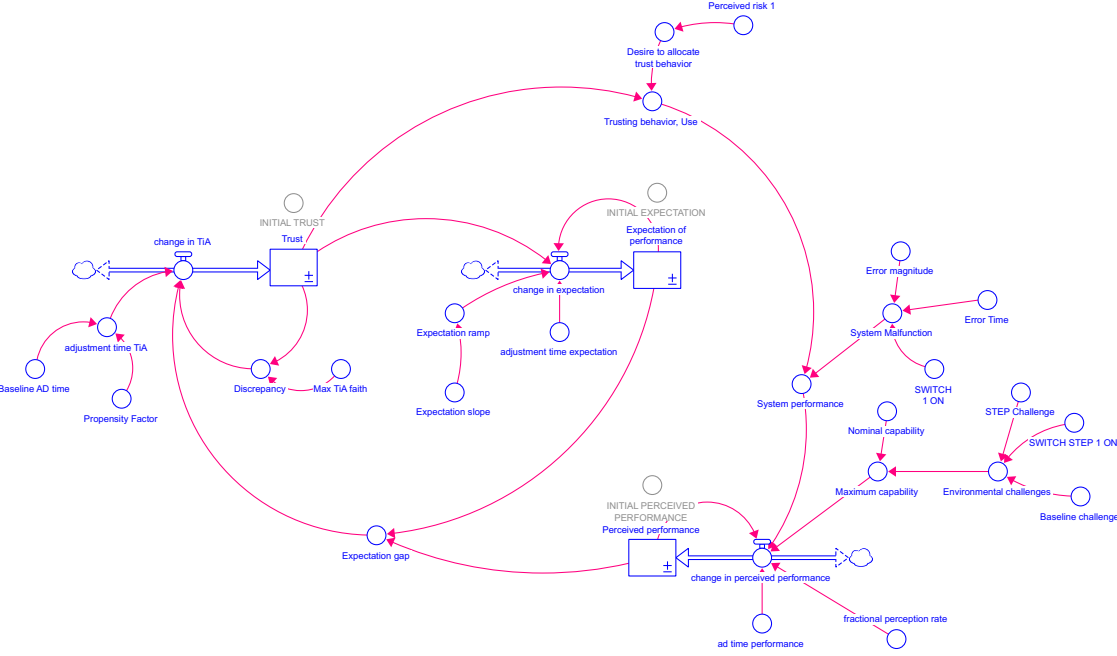 Perceived risk 1
Desire to allocate
trust behavior
Trusting behavior, Use
INITIAL TRUST
Trust
change in TiA
INITIAL EXPECTATION
Expectation of
performance
change in expectation
Error magnitude
Error Time
System Malfunction
Expectation ramp
adjustment time expectation
adjustment time TiA
Baseline AD time
Discrepancy
Max TiA faith
Propensity Factor
Expectation slope
SWITCH
1 ON
System performance
STEP Challenge
Nominal capability
SWITCH STEP 1 ON
Maximum capability
Environmental challenges
Baseline challenge
INITIAL PERCEIVED
PERFORMANCE
Perceived performance
Expectation gap
change in perceived performance
fractional perception rate
ad time performance